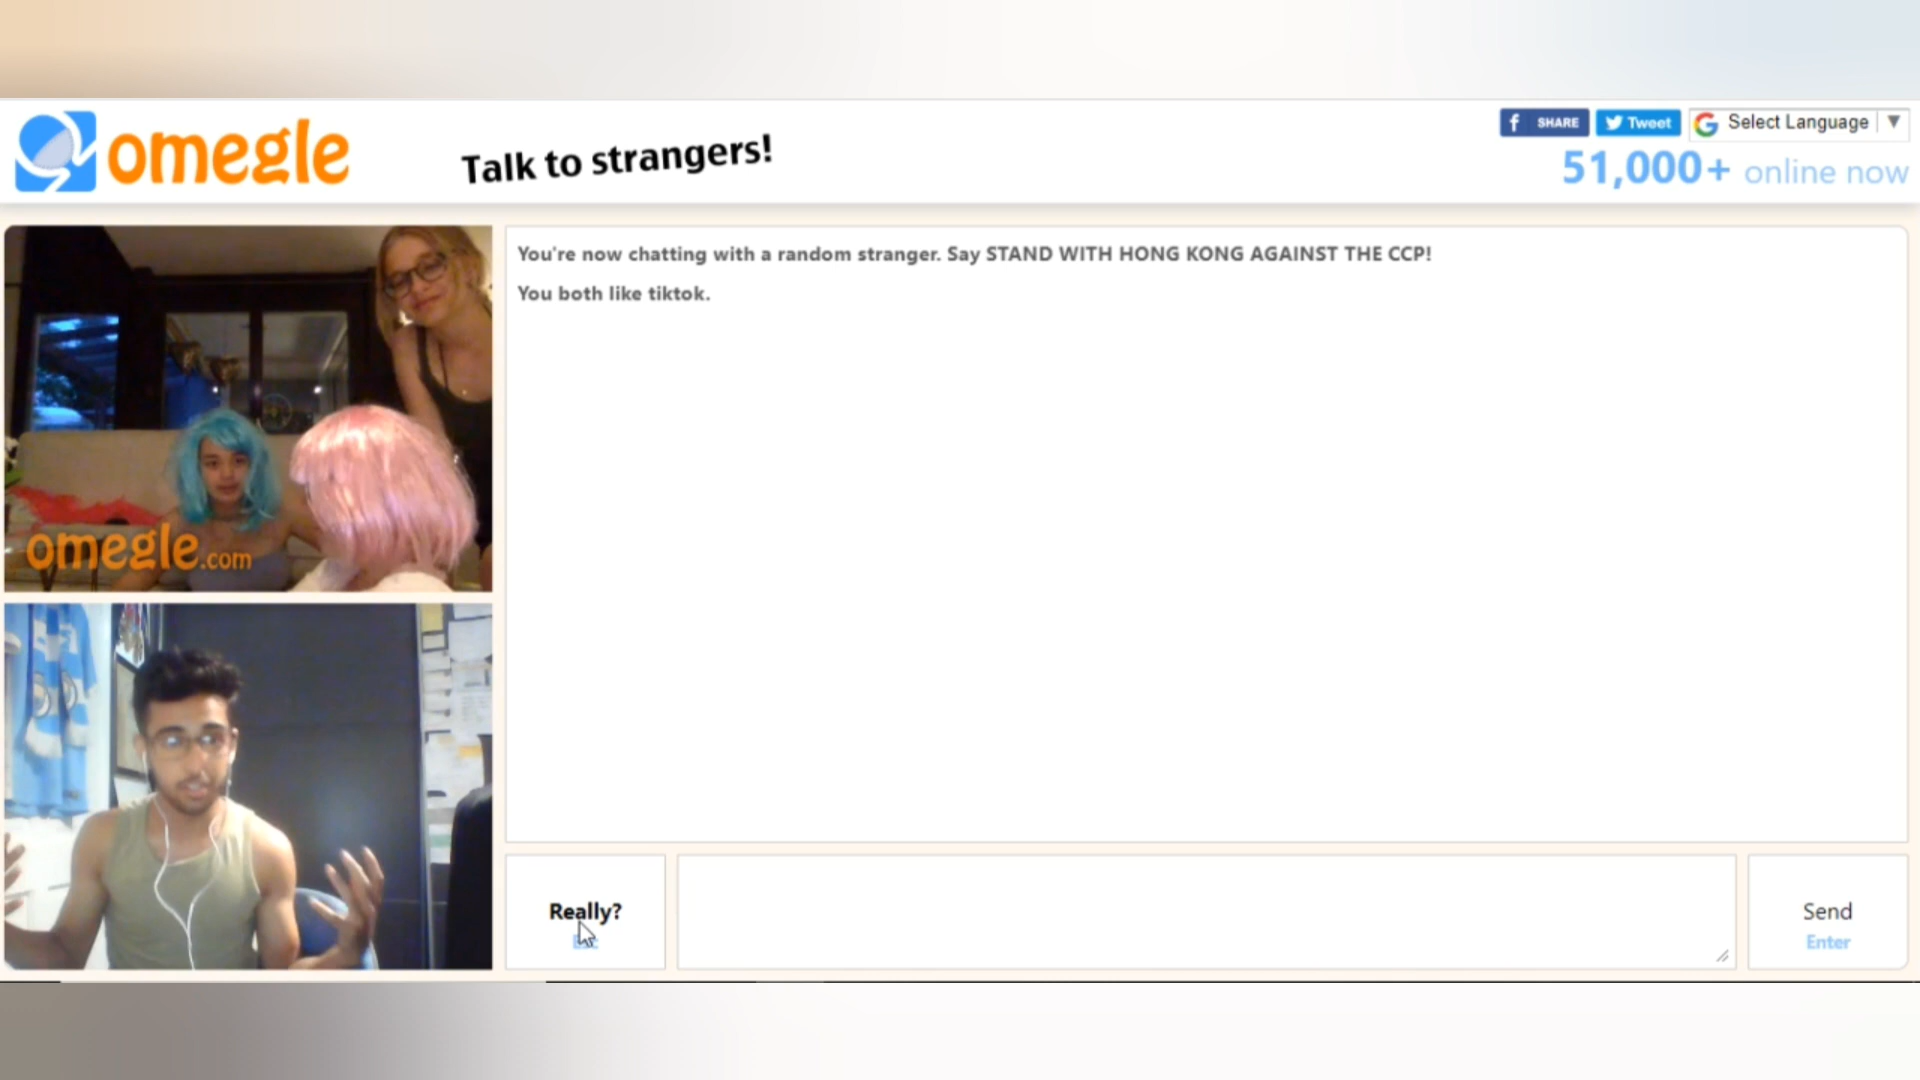 omegle
Talk to strangers!
f SHARE
Tweet
G Select Language ▼
51,000+ online now
omegle.com
You're now chatting with a random stranger. Say STAND WITH HONG KONG AGAINST THE CCP!
You both like tiktok.
Really?
Send
Enter